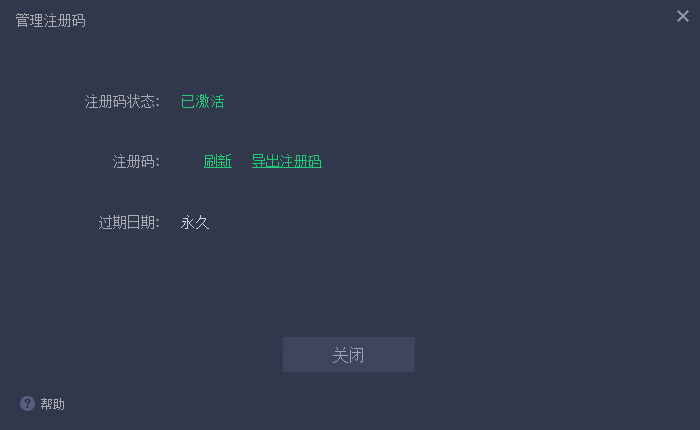 管理注册码
注册码状态： 已激活
注册码： 刷新 导出注册码
过期日期： 永久
关闭
? 帮助